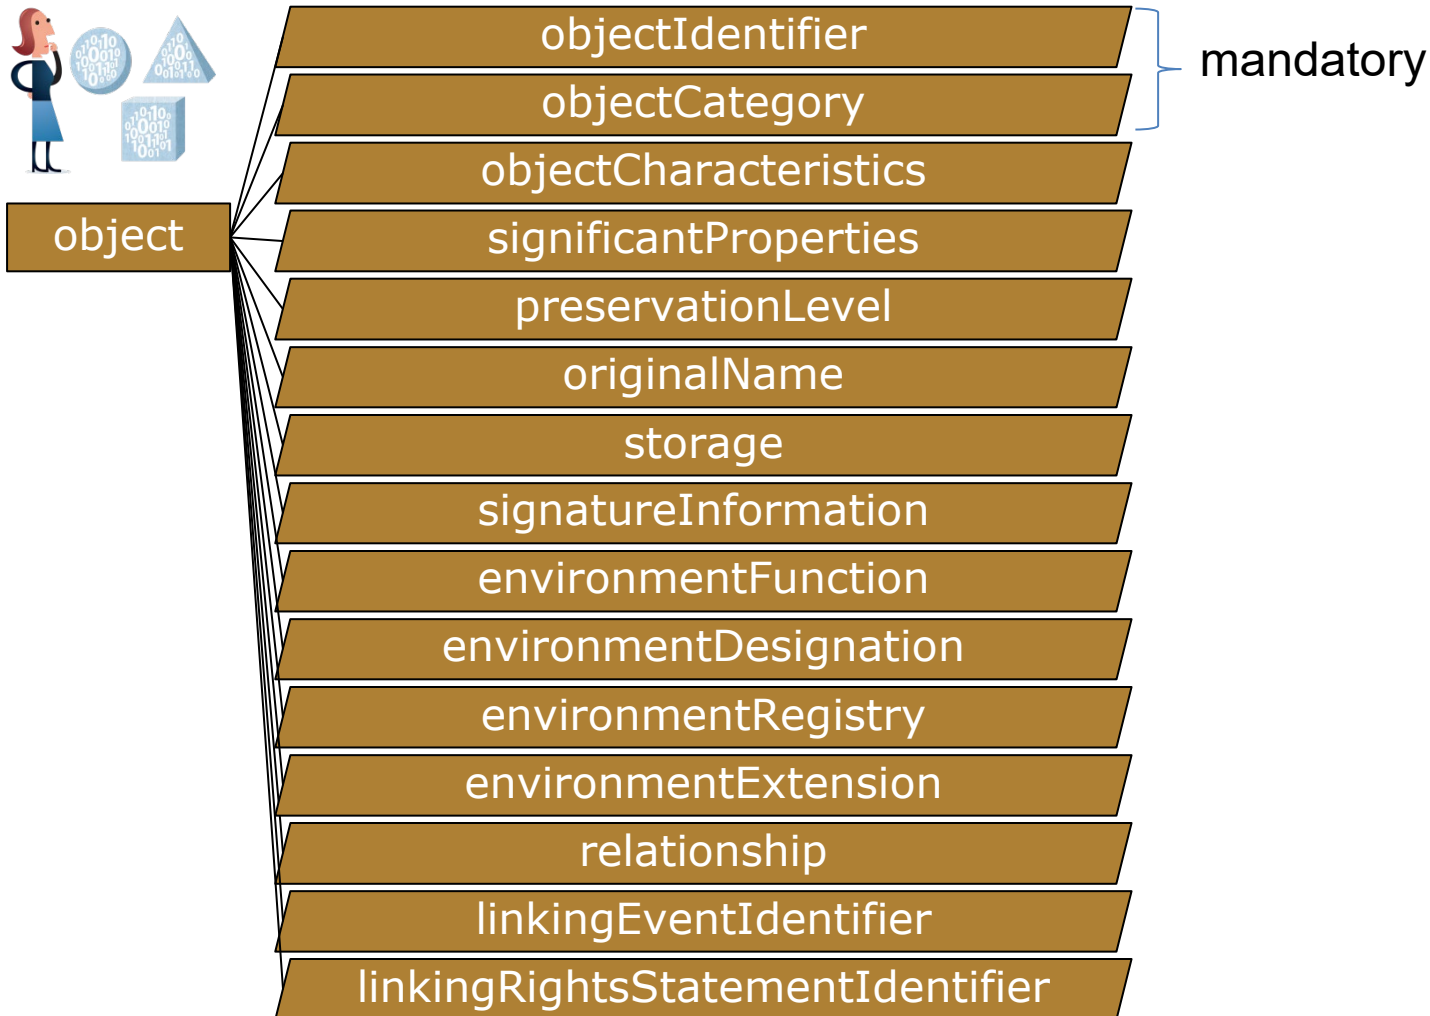 objectIdentifier
mandatory
objectCategory
objectCharacteristics
object
significantProperties
preservationLevel
originalName
storage
signatureInformation
environmentFunction
environmentDesignation
environmentRegistry
environmentExtension
relationship
linkingEventIdentifier
linkingRightsStatementIdentifier